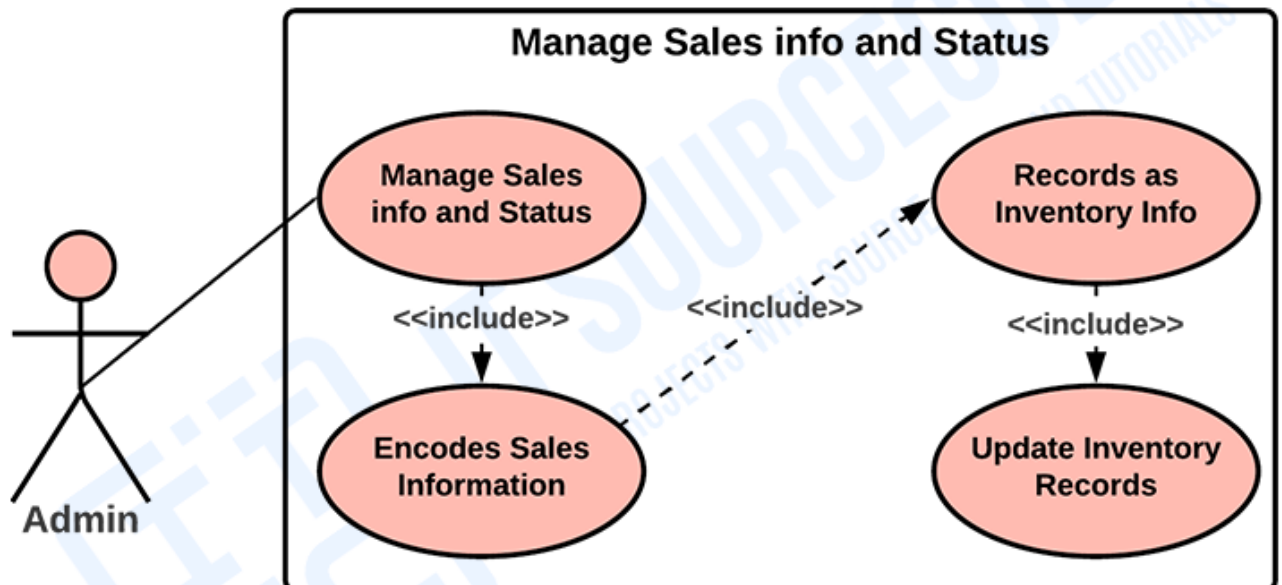 Manage Sales info and Status
Manage Sales
info and Status
Records as
Inventory Info
<<include>>
<<include>>
<<include>>
Encodes Sales
Information
Update Inventory
Records
Admin